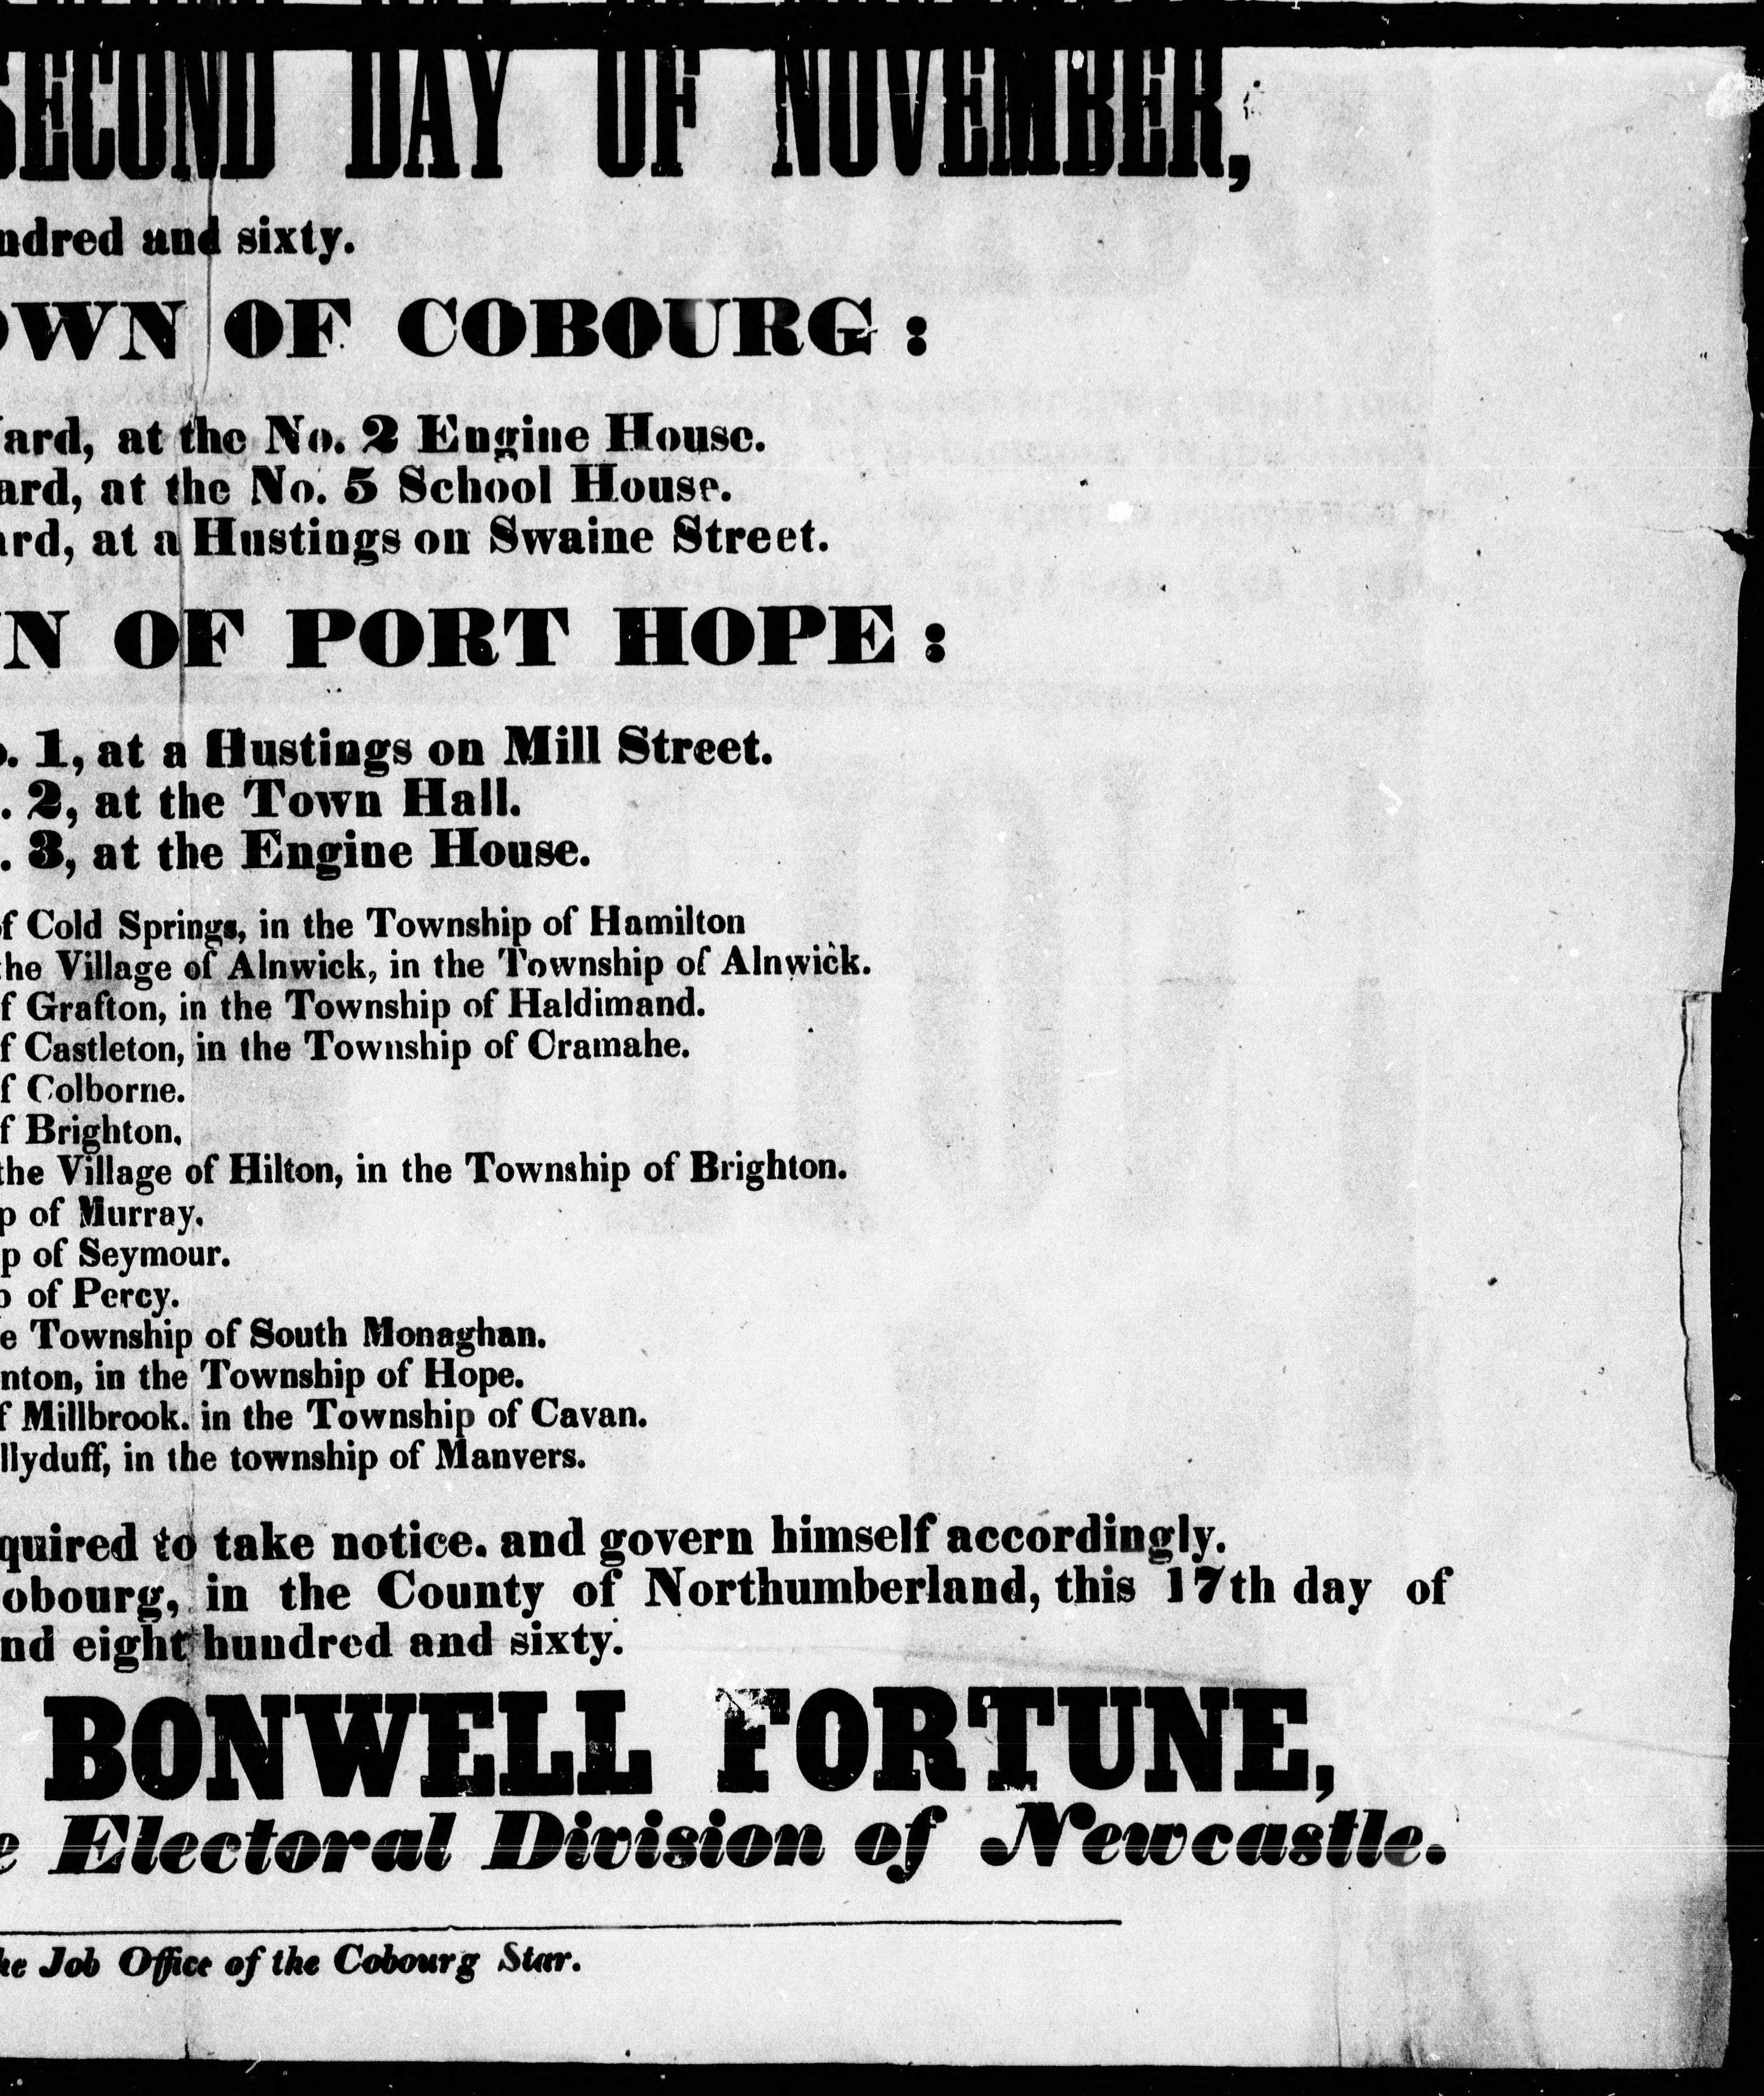 SECOND DAY OF NOVEMBER,
ndred and sixty.
OWN OF COBOURG :
ard, at the No. 2 Engine House.
ard, at the No. 5 School House.
ard, at a Hustings on Swaine Street.
N OF PORT HOPE :
o. 1, at a Hustings on Mill Street.
. 2, at the Town Hall.
. 3, at the Engine House.
of Cold Springs, in the Township of Hamilton
the Village of Alnwick, in the Township of Alnwick.
f Grafton, in the Township of Haldimand.
f Castleton, in the Township of Cramahe.
f Colborne.
f Brighton.
the Village of Hilton, in the Township of Brighton.
p of Murray.
p of Seymour.
p of Percy.
e Township of South Monaghan.
nton, in the Township of Hope.
f Millbrook. in the Township of Cavan.
llyduff, in the township of Manvers.
quired to take notice. and govern himself accordingly.
obourg, in the County of Northumberland, this 17th day of
nd eight hundred and sixty.
BONWELL FORTUNE,
e Electoral Division of Newcastle.
he Job Office of the Cobourg Star.